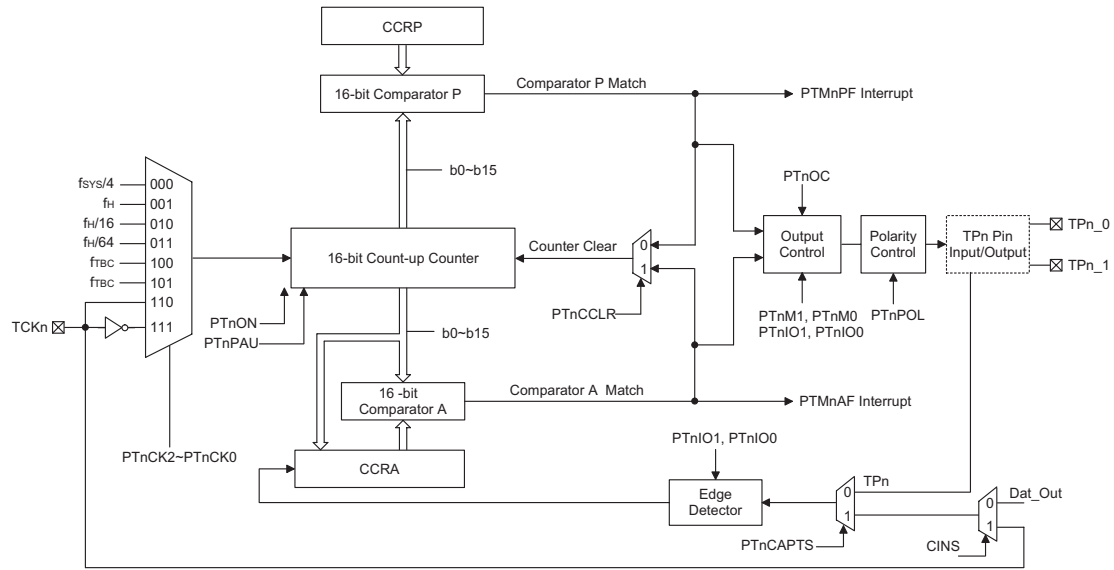 CCRP
16-bit Comparator P
Comparator P Match
PTMnPF Interrupt
b0~b15
fSYS/4
000
fH
001
fH/16
010
fH/64
011
fTBC
100
fTBC
101
110
111
TCKn
PTnCK2~PTnCK0
16-bit Count-up Counter
PTnON
PTnPAU
Counter Clear
0
1
PTnCCLR
PTnOC
Output
Control
PTnM1, PTnM0
PTnIO1, PTnIO0
Polarity
Control
PTnPOL
TPn Pin
Input/Output
TPn_0
TPn_1
b0~b15
16 -bit
Comparator A
Comparator A Match
PTMnAF Interrupt
CCRA
PTnIO1, PTnIO0
Edge
Detector
0
1
TPn
PTnCAPTS
0
1
Dat_Out
CINS